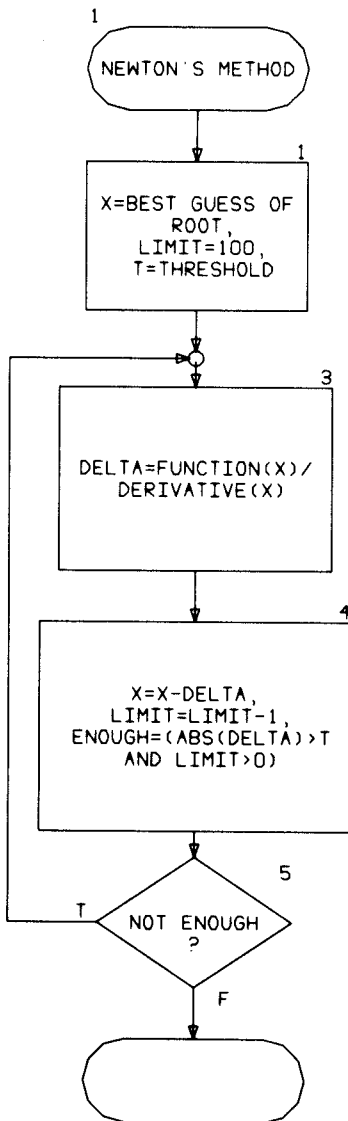 1
NEWTON'S METHOD
1
X=BEST GUESS OF
ROOT,
LIMIT=100,
T=THRESHOLD
3
DELTA=FUNCTION(X)/
DERIVATIVE(X)
4
X=X-DELTA,
LIMIT=LIMIT-1,
ENOUGH=(ABS(DELTA)>T
AND LIMIT>0)
5
T
NOT ENOUGH
?
F